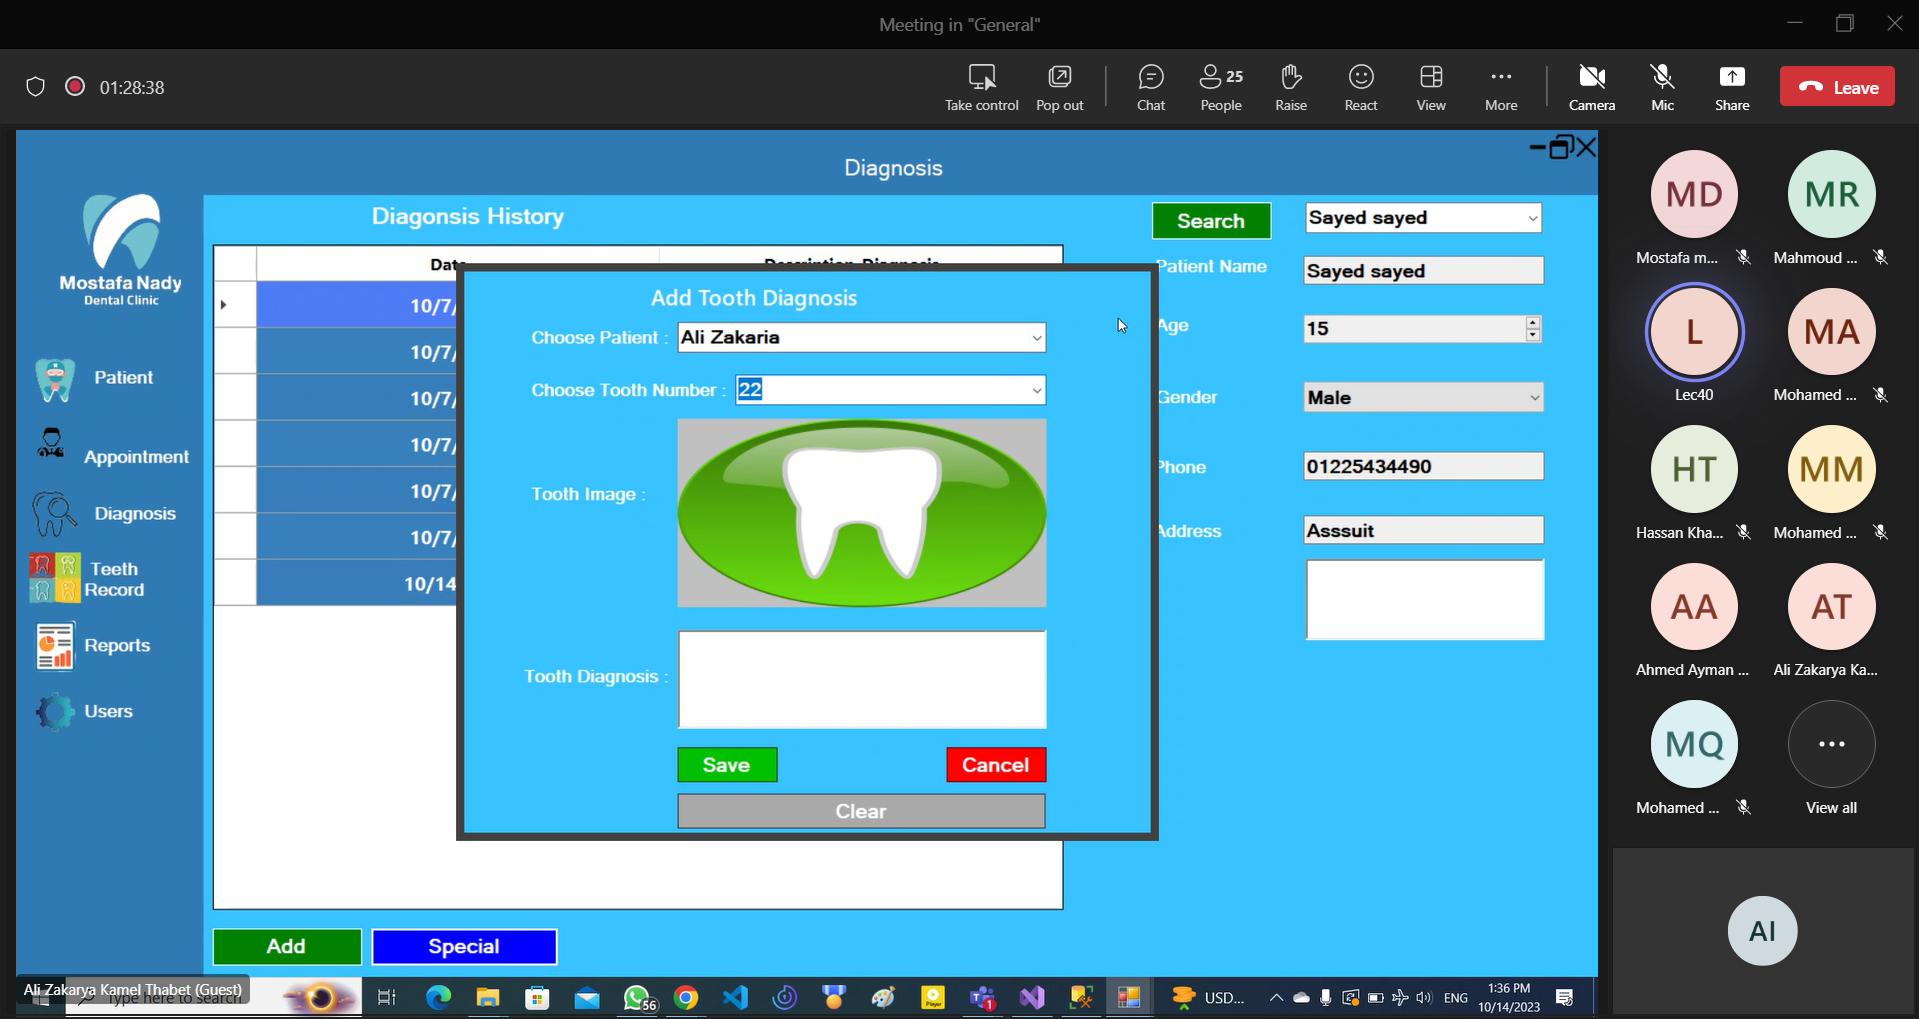 Meeting in "General"
01:28:38
Take control
Pop out
Chat
25
People
Raise
React
View
More
Camera
Mic
Share
Leave
Diagnosis
Mostafa Nady
Dental Clinic
Patient
Appointment
Diagnosis
Teeth
Record
Reports
Users
Diagonsis History
Date
Description Diagnosis
10/7/
10/7/
10/7/
10/7/
10/7/
10/7/
10/14
Add Tooth Diagnosis
Choose Patient :
Ali Zakaria
Choose Tooth Number :
22
Tooth Image :
Tooth Diagnosis :
Save
Cancel
Clear
Search
Sayed sayed
Patient Name
Sayed sayed
Age
15
Gender
Male
Phone
01225434490
Address
Asssuit
Add
Special
Ali Zakarya Kamel Thabet (Guest)
Type here to search
56
Player
1
USD...
ENG
1:36 PM
10/14/2023
MD
Mostafa m...
MR
Mahmoud ...
L
Lec40
MA
Mohamed ...
HT
Hassan Kha...
MM
Mohamed ...
AA
Ahmed Ayman ...
AT
Ali Zakarya Ka...
MQ
Mohamed ...
View all
AI